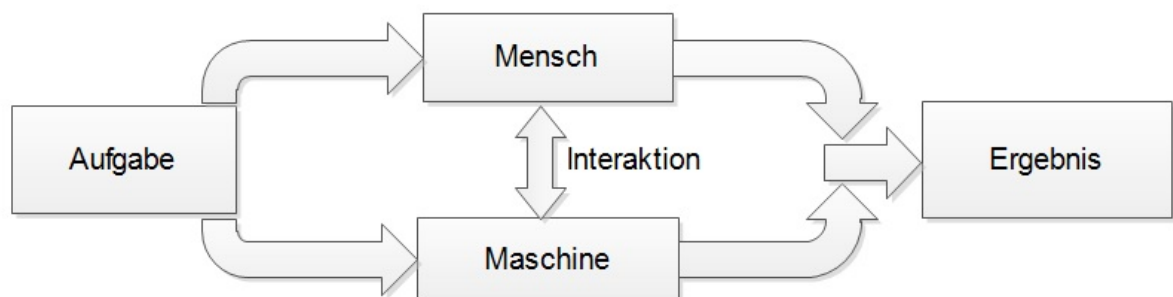 Mensch
Aufgabe
Interaktion
Ergebnis
Maschine